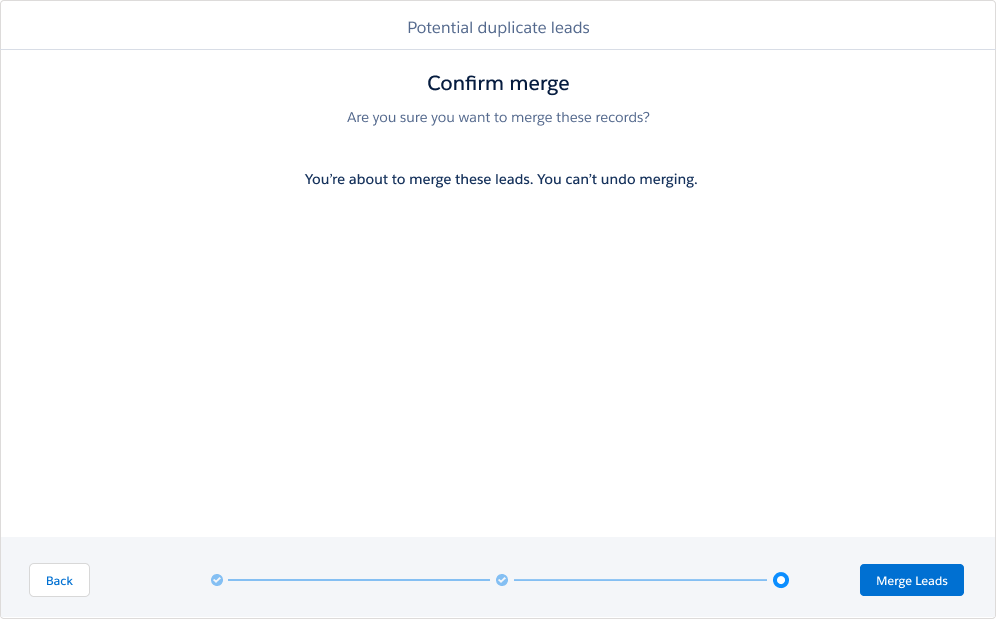 Potential duplicate leads
Confirm merge
Are you sure you want to merge these records?
You’re about to merge these leads. You can’t undo merging.
Back
Merge Leads